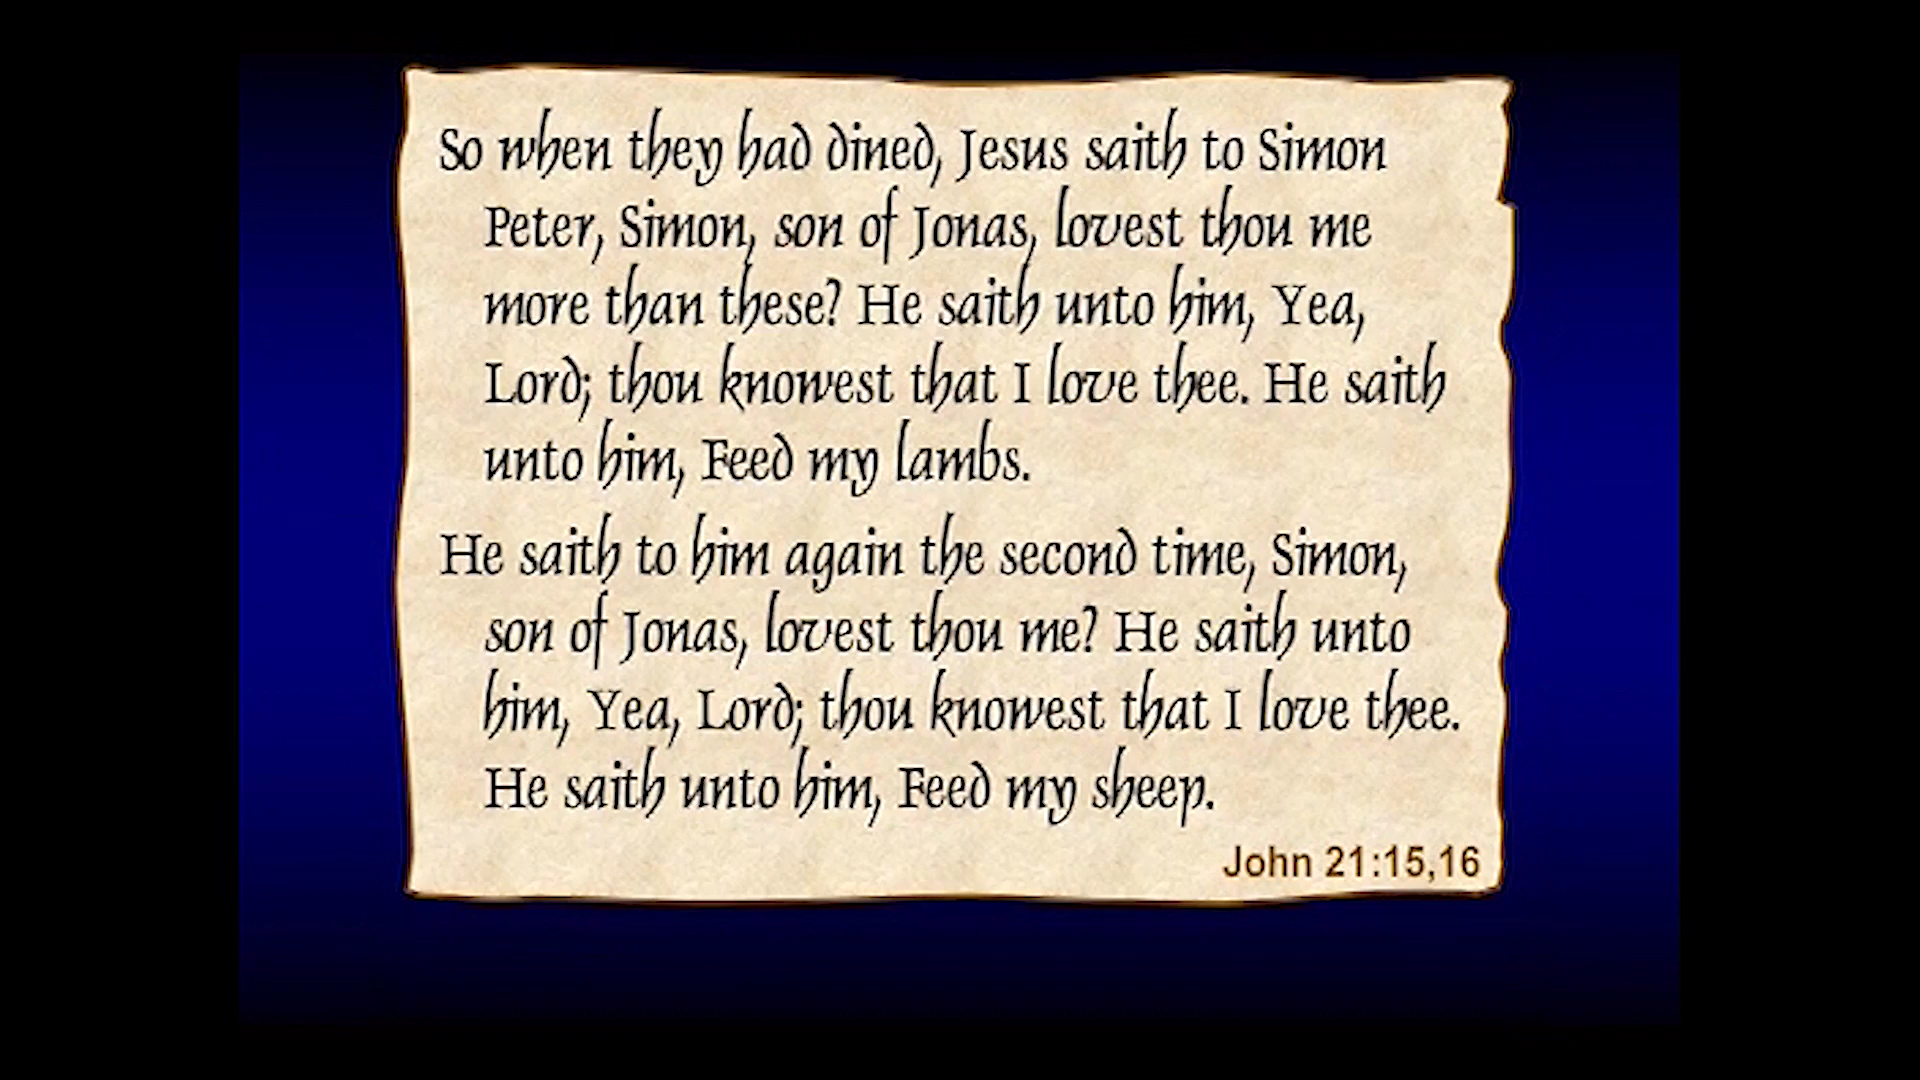 So when they had dined, Jesus saith to Simon
Peter, Simon, son of Jonas, lovest thou me
more than these? He saith unto him, Yea,
Lord; thou knowest that I love thee. He saith
unto him, Feed my lambs.
He saith to him again the second time, Simon,
son of Jonas, lovest thou me? He saith unto
him, Yea, Lord; thou knowest that I love thee.
He saith unto him, Feed my sheep.
John 21:15,16